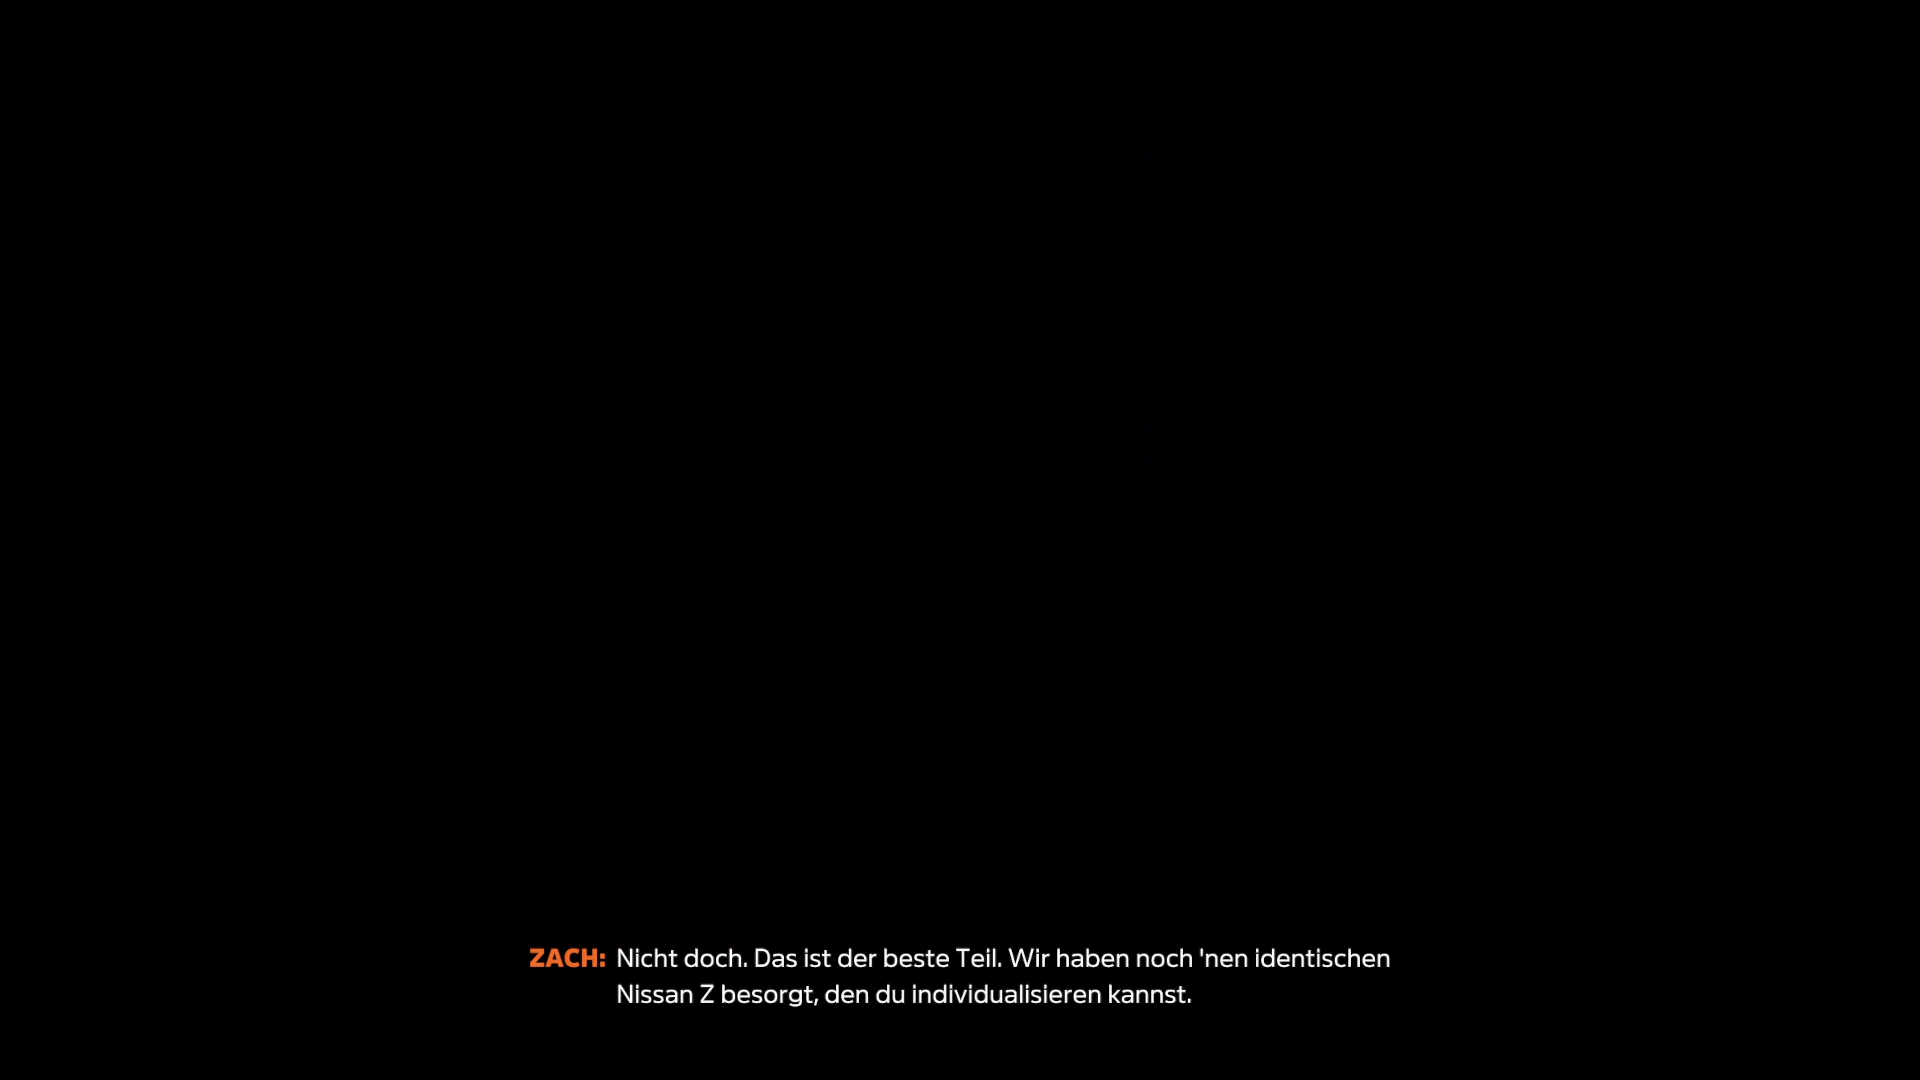 ZACH: Nicht doch. Das ist der beste Teil. Wir haben noch 'nen identischen
Nissan Z besorgt, den du individualisieren kannst.